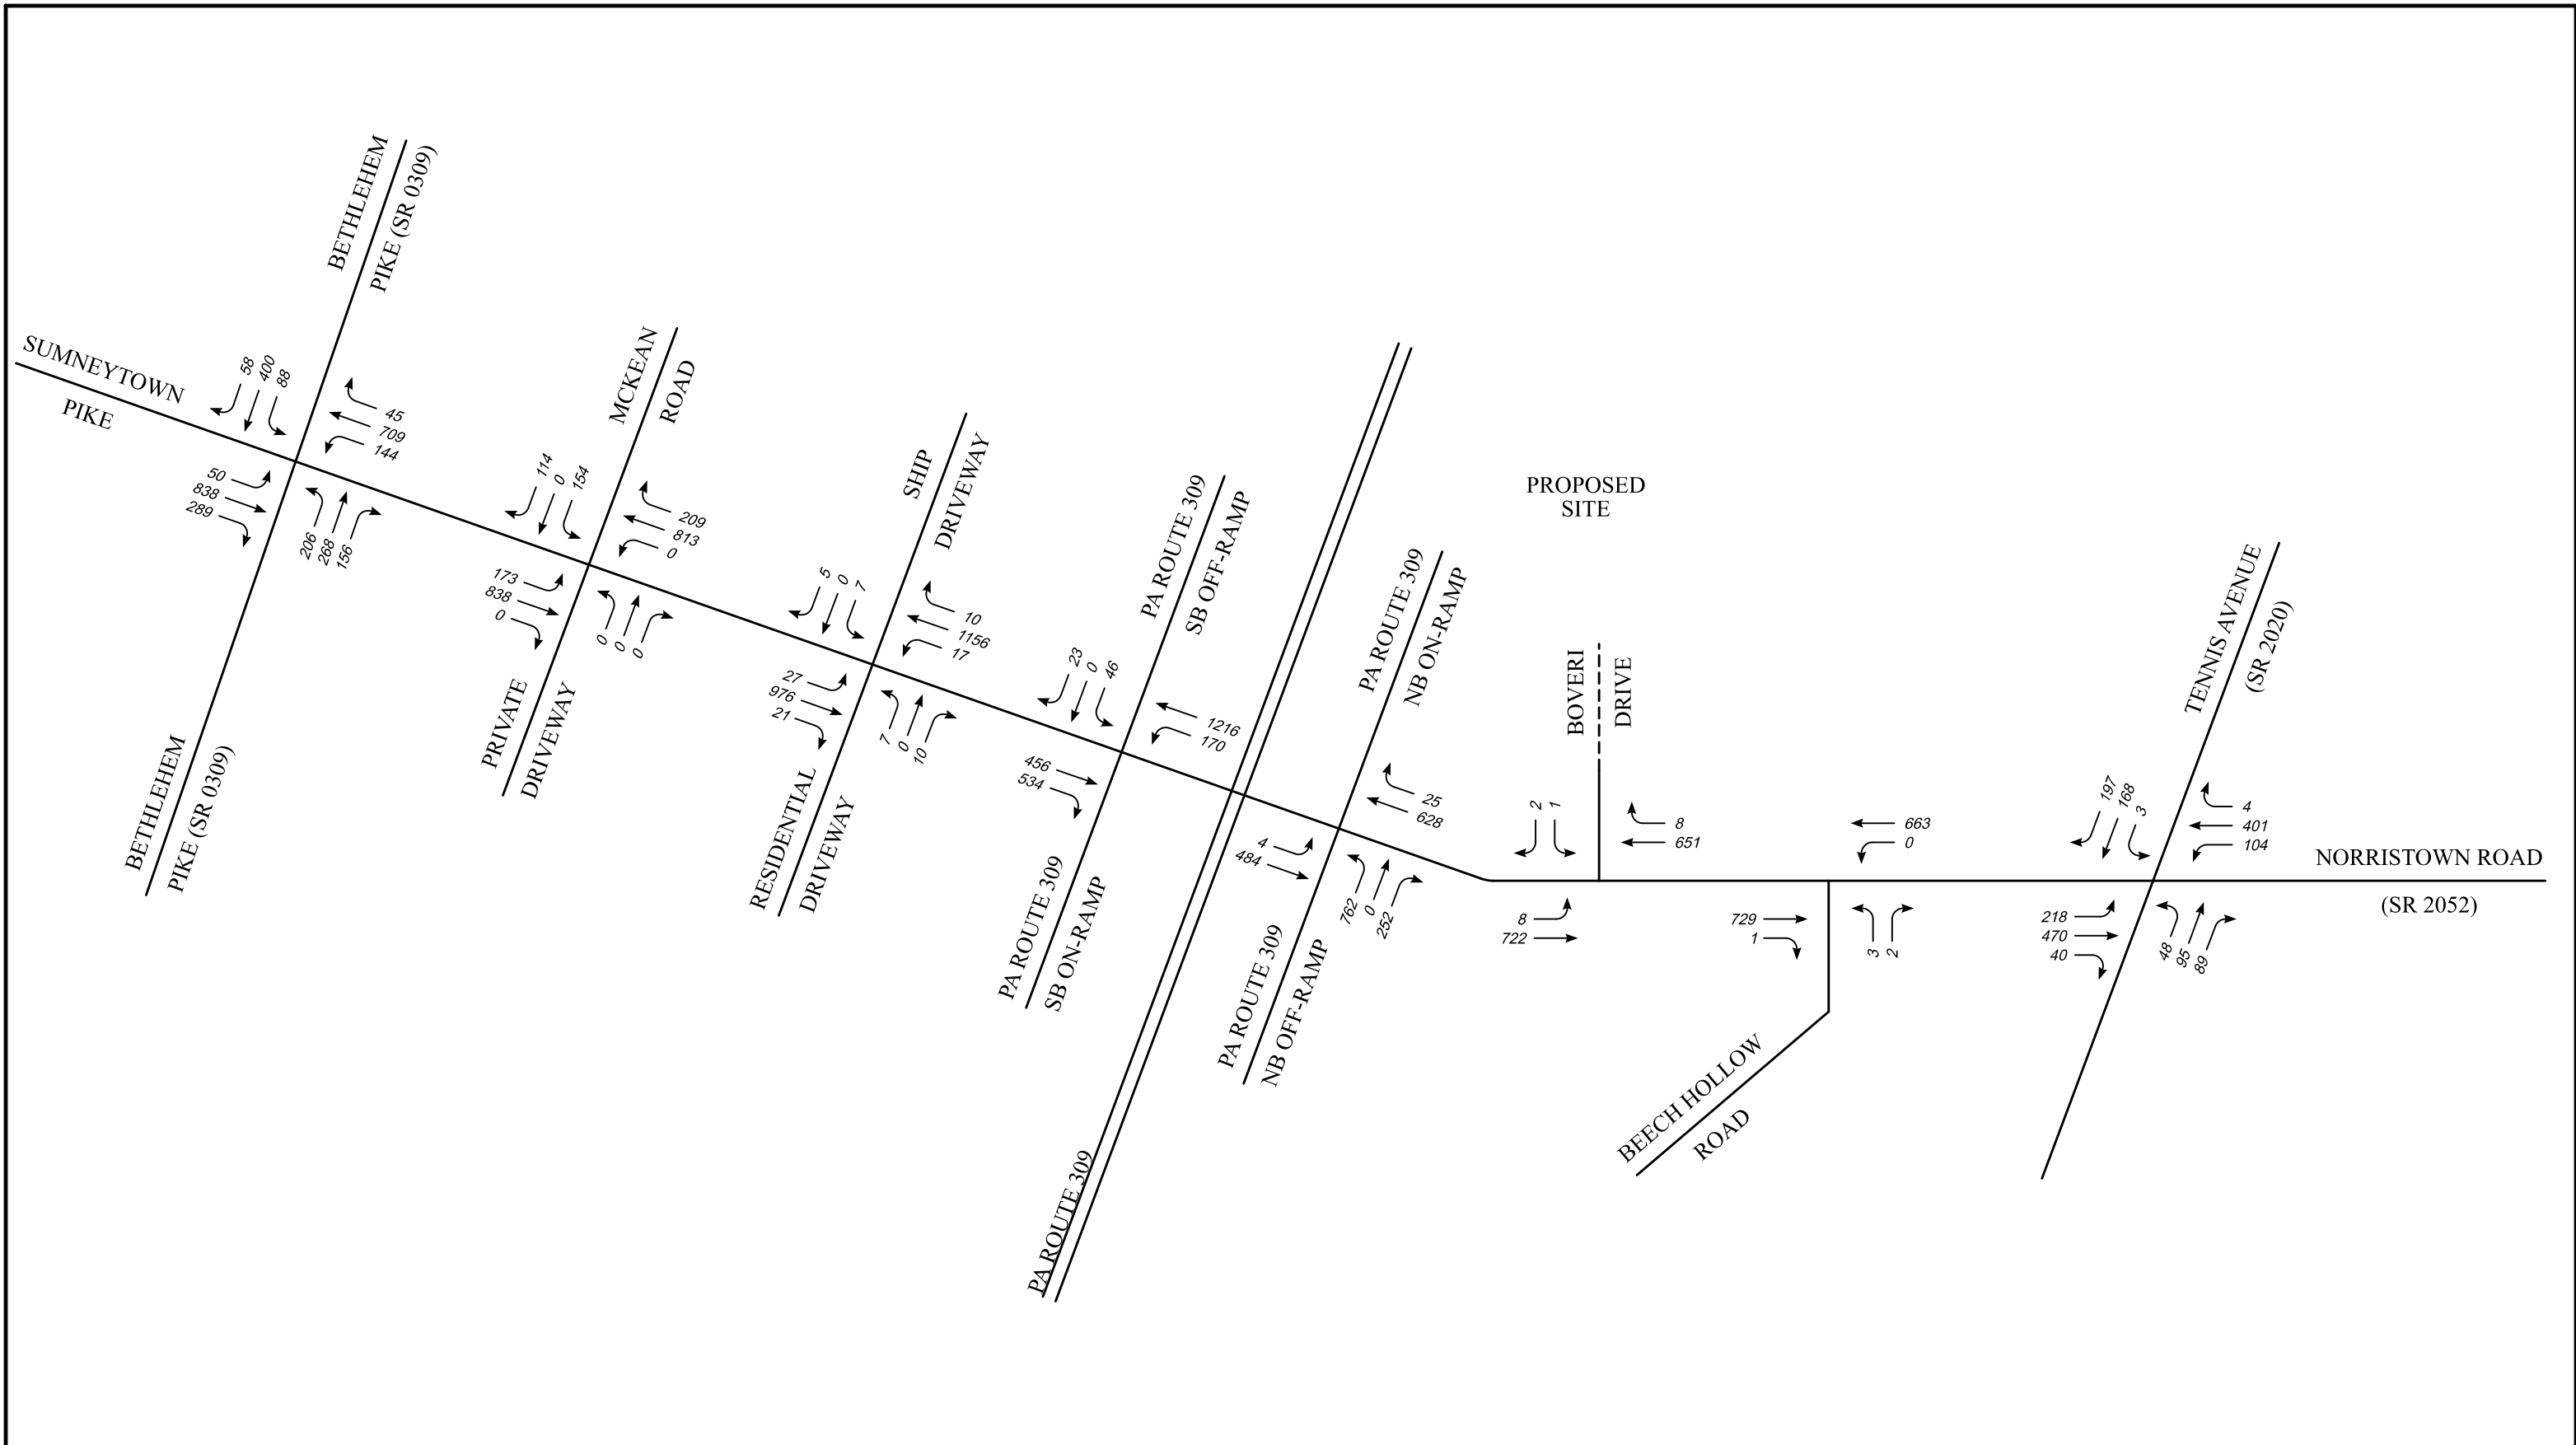 BETHLEHEM
PIKE (SR 0309)
SUMNEYTOWN
PIKE
58
400
88
45
709
144
50
838
289
206
268
156
BETHLEHEM
PIKE (SR 0309)
MCKEAN
ROAD
114
0
154
209
813
0
173
838
0
0
0
0
PRIVATE
DRIVEWAY
SHIP
DRIVEWAY
5
0
7
10
1156
17
27
976
21
7
0
10
RESIDENTIAL
DRIVEWAY
PA ROUTE 309
SB OFF-RAMP
23
0
46
1216
170
456
534
PA ROUTE 309
SB ON-RAMP
PA ROUTE 309
PA ROUTE 309
NB ON-RAMP
25
628
4
484
762
0
252
PA ROUTE 309
NB OFF-RAMP
PROPOSED
SITE
BOVERI
DRIVE
2
1
8
651
8
722
663
0
729
1
3
2
BEECH HOLLOW
ROAD
TENNIS AVENUE
(SR 2020)
197
168
3
4
401
104
218
470
40
48
95
89
NORRISTOWN ROAD
(SR 2052)